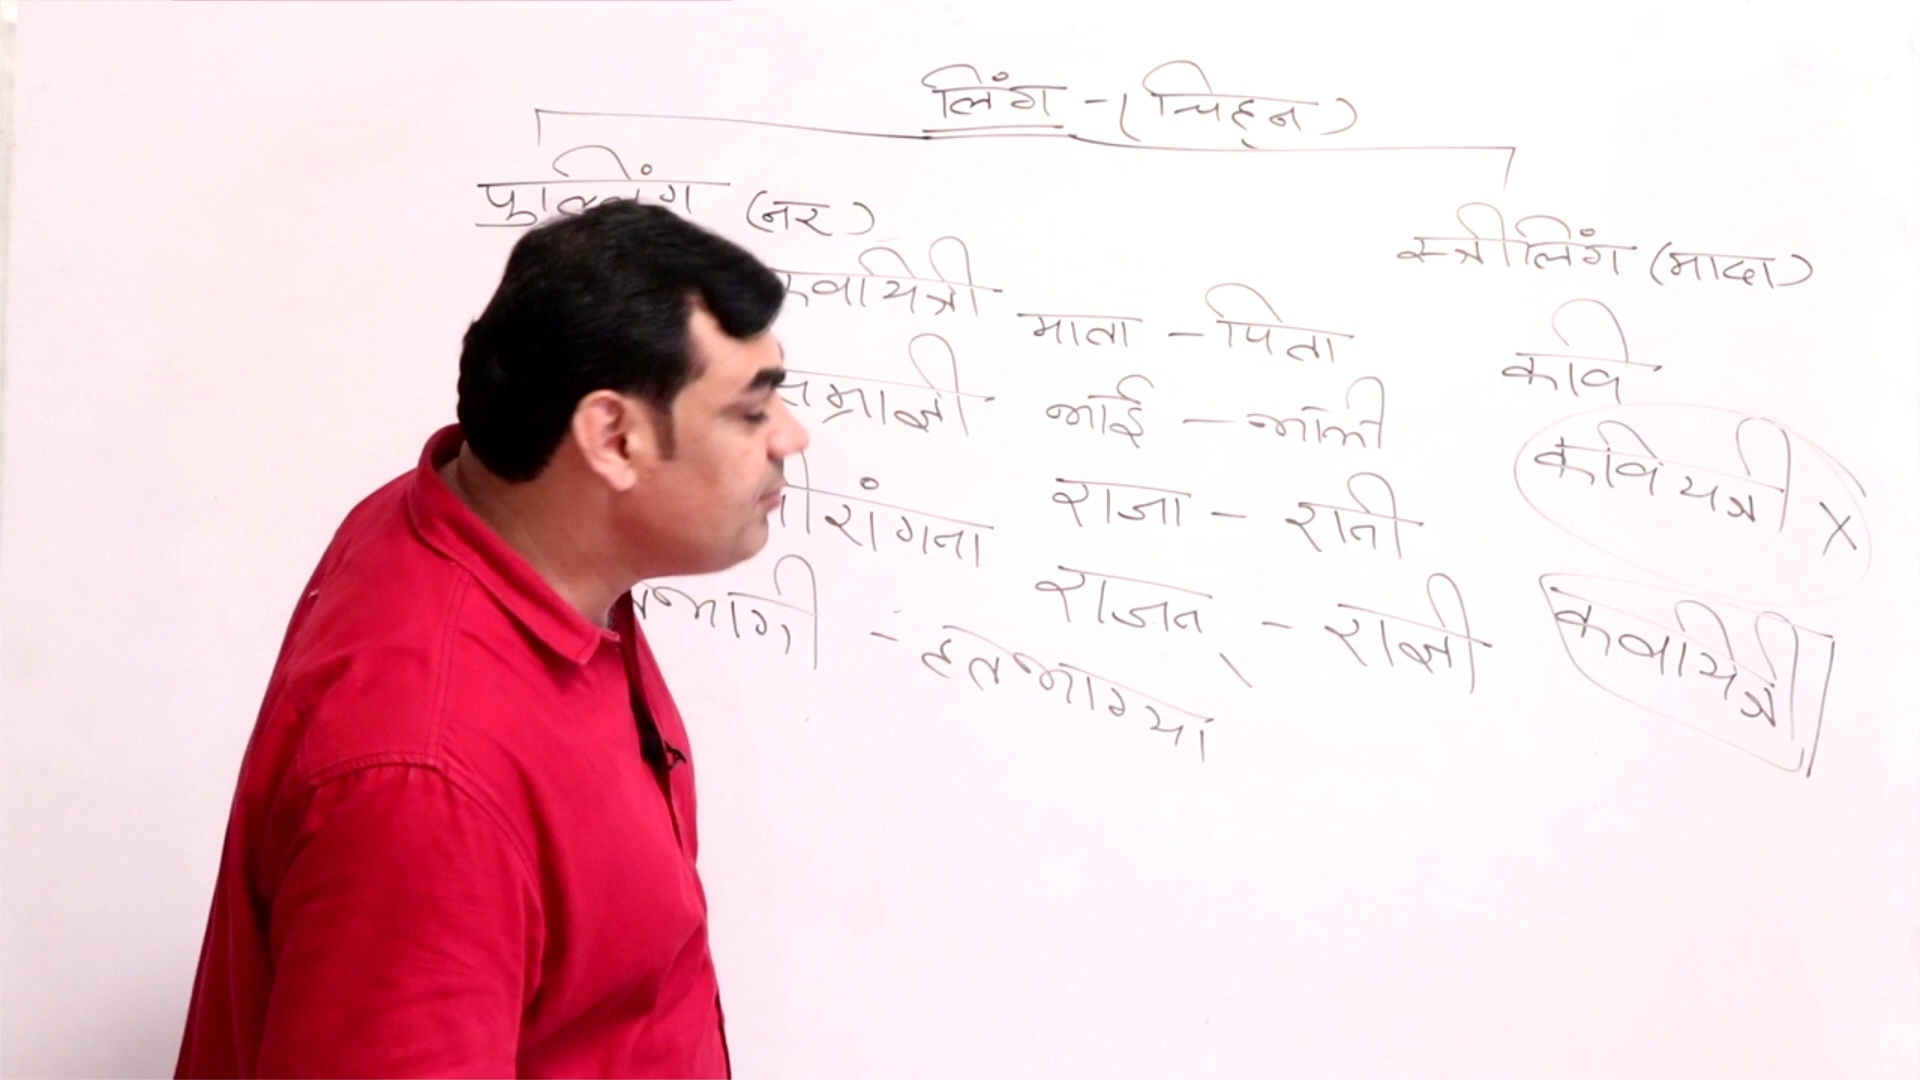 लिंग - (चिह्न)
पुल्लिंग (नर)
स्त्रीलिंग (मादा)
कवयित्री
माता - पिता
कवि
सम्राज्ञी
भाई - भाभी
कवियत्री X
वीरांगना
राजा - रानी
राजन् - राज्ञी
कवयित्री
हतभागी - हतभाग्या